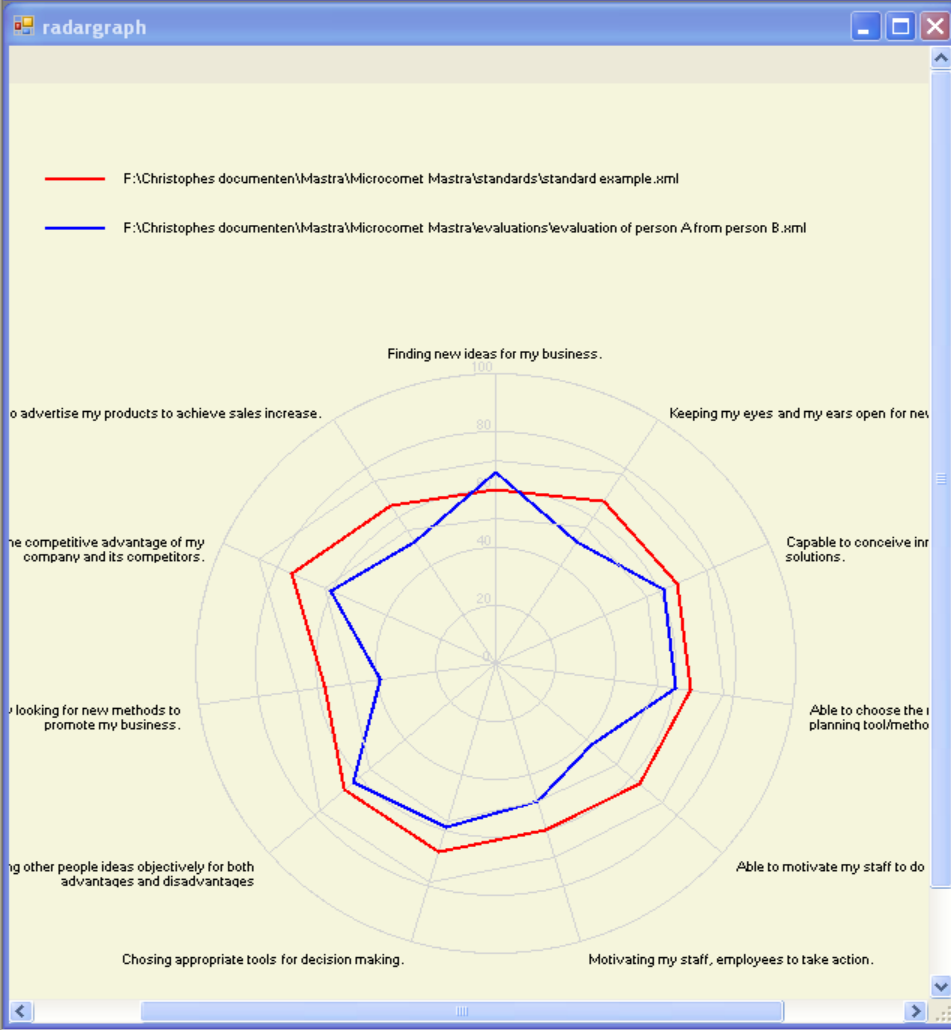 radargraph
F:\Christophes documenten\Mastra\Microcomet Mastra\standards\standard example.xml
F:\Christophes documenten\Mastra\Microcomet Mastra\evaluations\evaluation of person A from person B.xml
Finding new ideas for my business.
100
o advertise my products to achieve sales increase.
Keeping my eyes and my ears open for
80
competitive advantage of my
company and its competitors.
40
Capable to conceive
solutions.
20
0
looking for new methods to
promote my business.
Able to choose the
planning
other people ideas objectively for both
advantages and disadvantages
Able to motivate my staff to do
Chosing appropriate tools for decision making.
Motivating my staff, employees to take action.